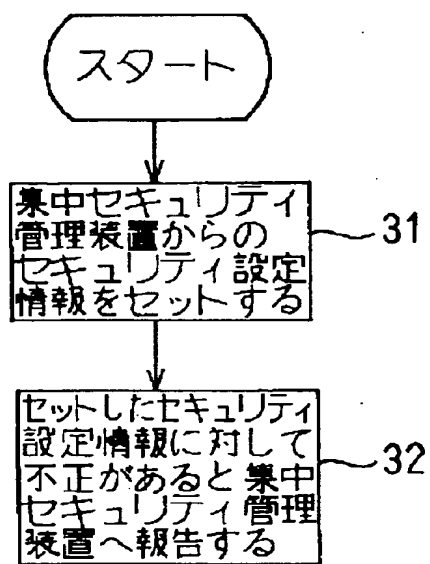 スタート
集中セキュリティ
管理装置からの
セキュリティ設定
情報をセットする
31
セットしたセキュリティ
設定情報に対して
不正があると集中
セキュリティ管理
装置へ報告する
32